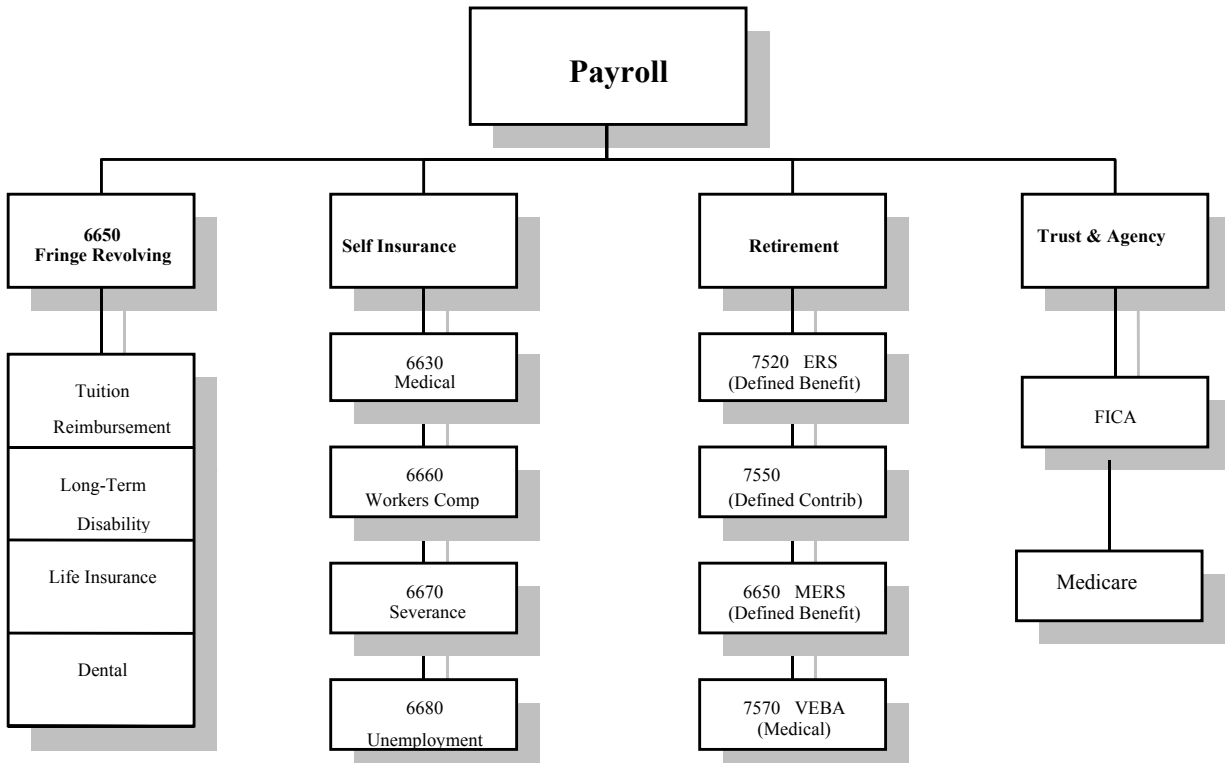 Payroll
6650
Fringe Revolving
Tuition
Reimbursement
Long-Term
Disability
Life Insurance
Dental
Self Insurance
6630
Medical
6660
Workers Comp
6670
Severance
6680
Unemployment
Retirement
7520 ERS
(Defined Benefit)
7550
(Defined Contrib)
6650 MERS
(Defined Benefit)
7570 VEBA
(Medical)
Trust & Agency
FICA
Medicare